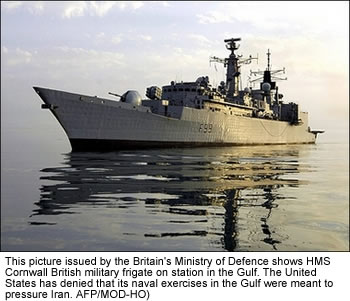 F99
This picture issued by the Britain's Ministry of Defence shows HMS
Cornwall British military frigate on station in the Gulf. The United
States has denied that its naval exercises in the Gulf were meant to
pressure Iran. AFP/MOD-HO)